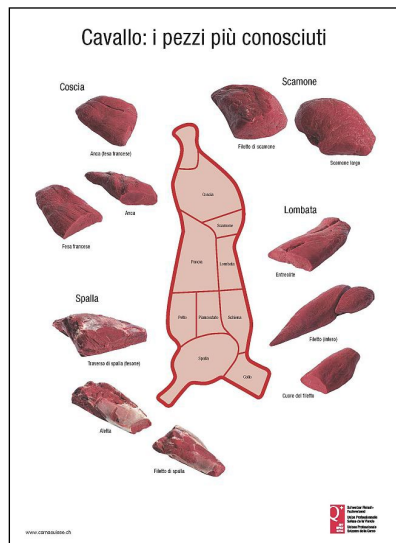 Cavallo: i pezzi più conosciuti
Coscia
Scamone
Anca (fesa francese)
Filetto di scamone
Scamone lungo
Anca
Fesa francese
Coscia
Scamone
Lombata
Pancia
Lombata
Entrecôte
Spalla
Petto
Schiena
Filetto (intero)
Traverso di spalla (fesone)
Spalla
Collo
Cuore del filetto
Aletta
Filetto di spalla
www.carnesuisse.ch